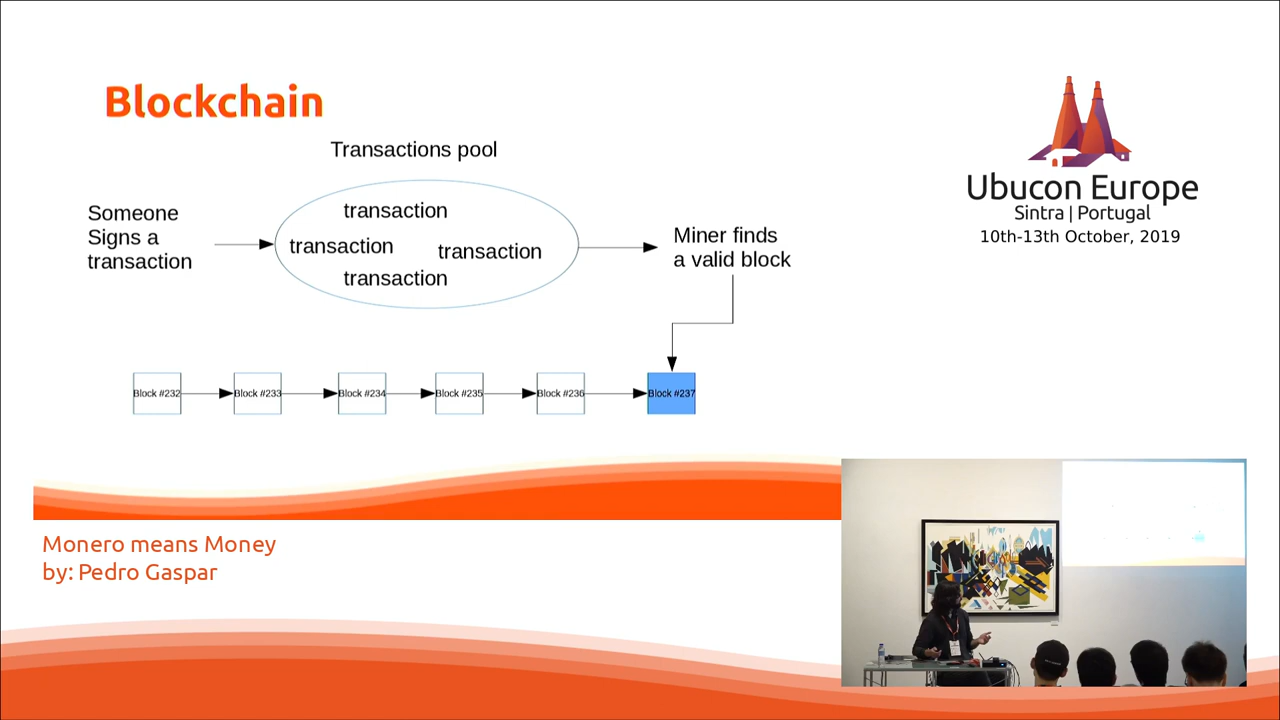 Blockchain
Transactions pool
Someone
Signs a
transaction
transaction
transaction
transaction
transaction
Miner finds
a valid block
Block #232
Block #233
Block #234
Block #235
Block #236
Block #237
Ubucon Europe
Sintra | Portugal
10th-13th October, 2019
Monero means Money
by: Pedro Gaspar